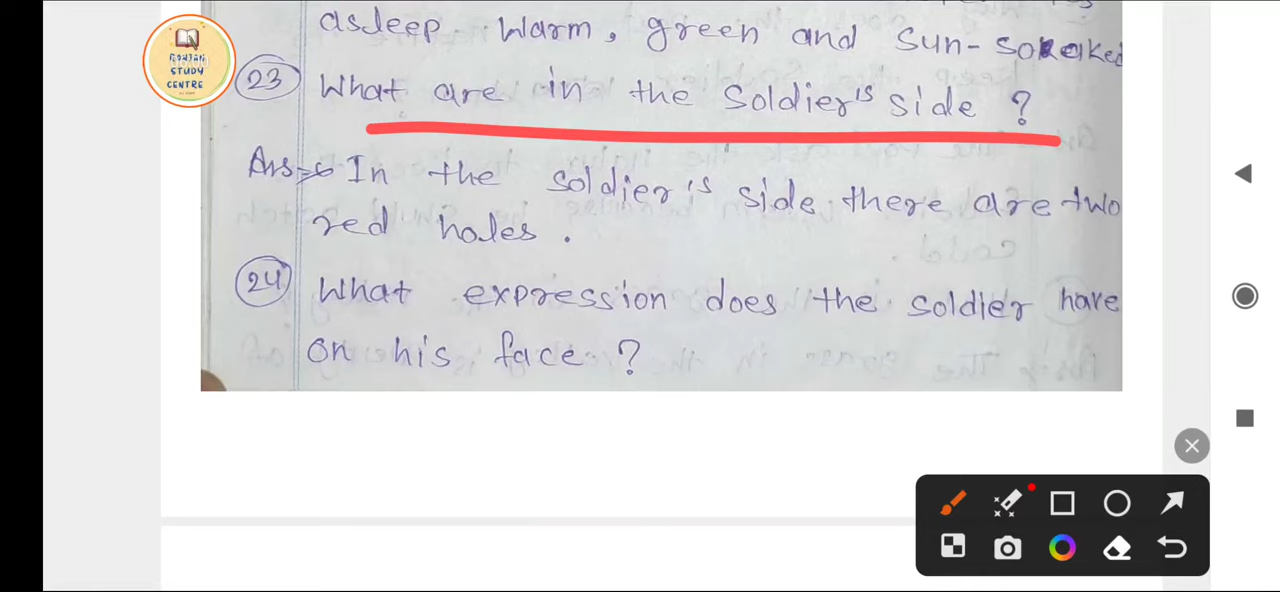 asleep. Warm, green and sun-soaked
ROHJAN
STUDY
CENTRE
23 What are in the soldier's side ?
Ans⇒ In the soldier's side there are two
red holes.
24 What expression does the soldier have
on his face ?